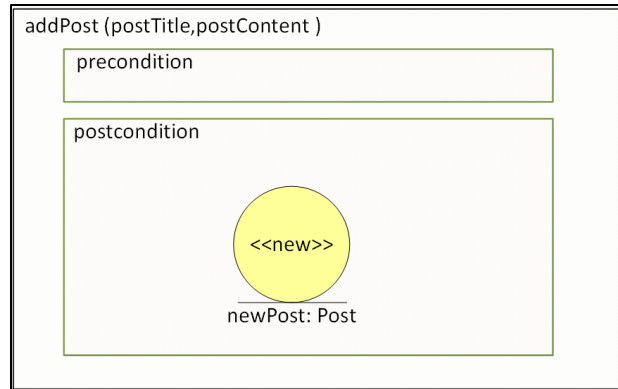 addPost (postTitle,postContent )
precondition
postcondition
<<new>>
newPost: Post